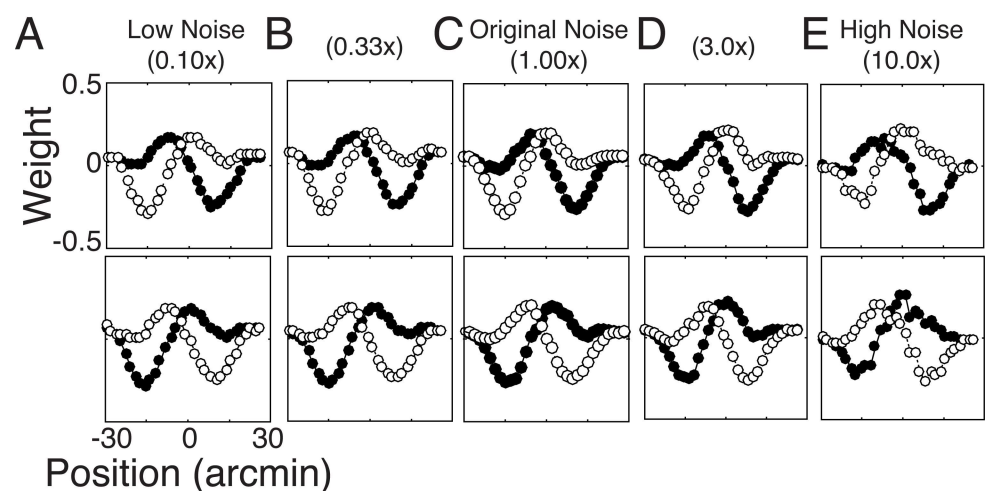 A Low Noise (0.10x)
B (0.33x)
C Original Noise (1.00x)
D (3.0x)
E High Noise (10.0x)
0.5
0
-0.5
Weight
-30 0 30
Position (arcmin)